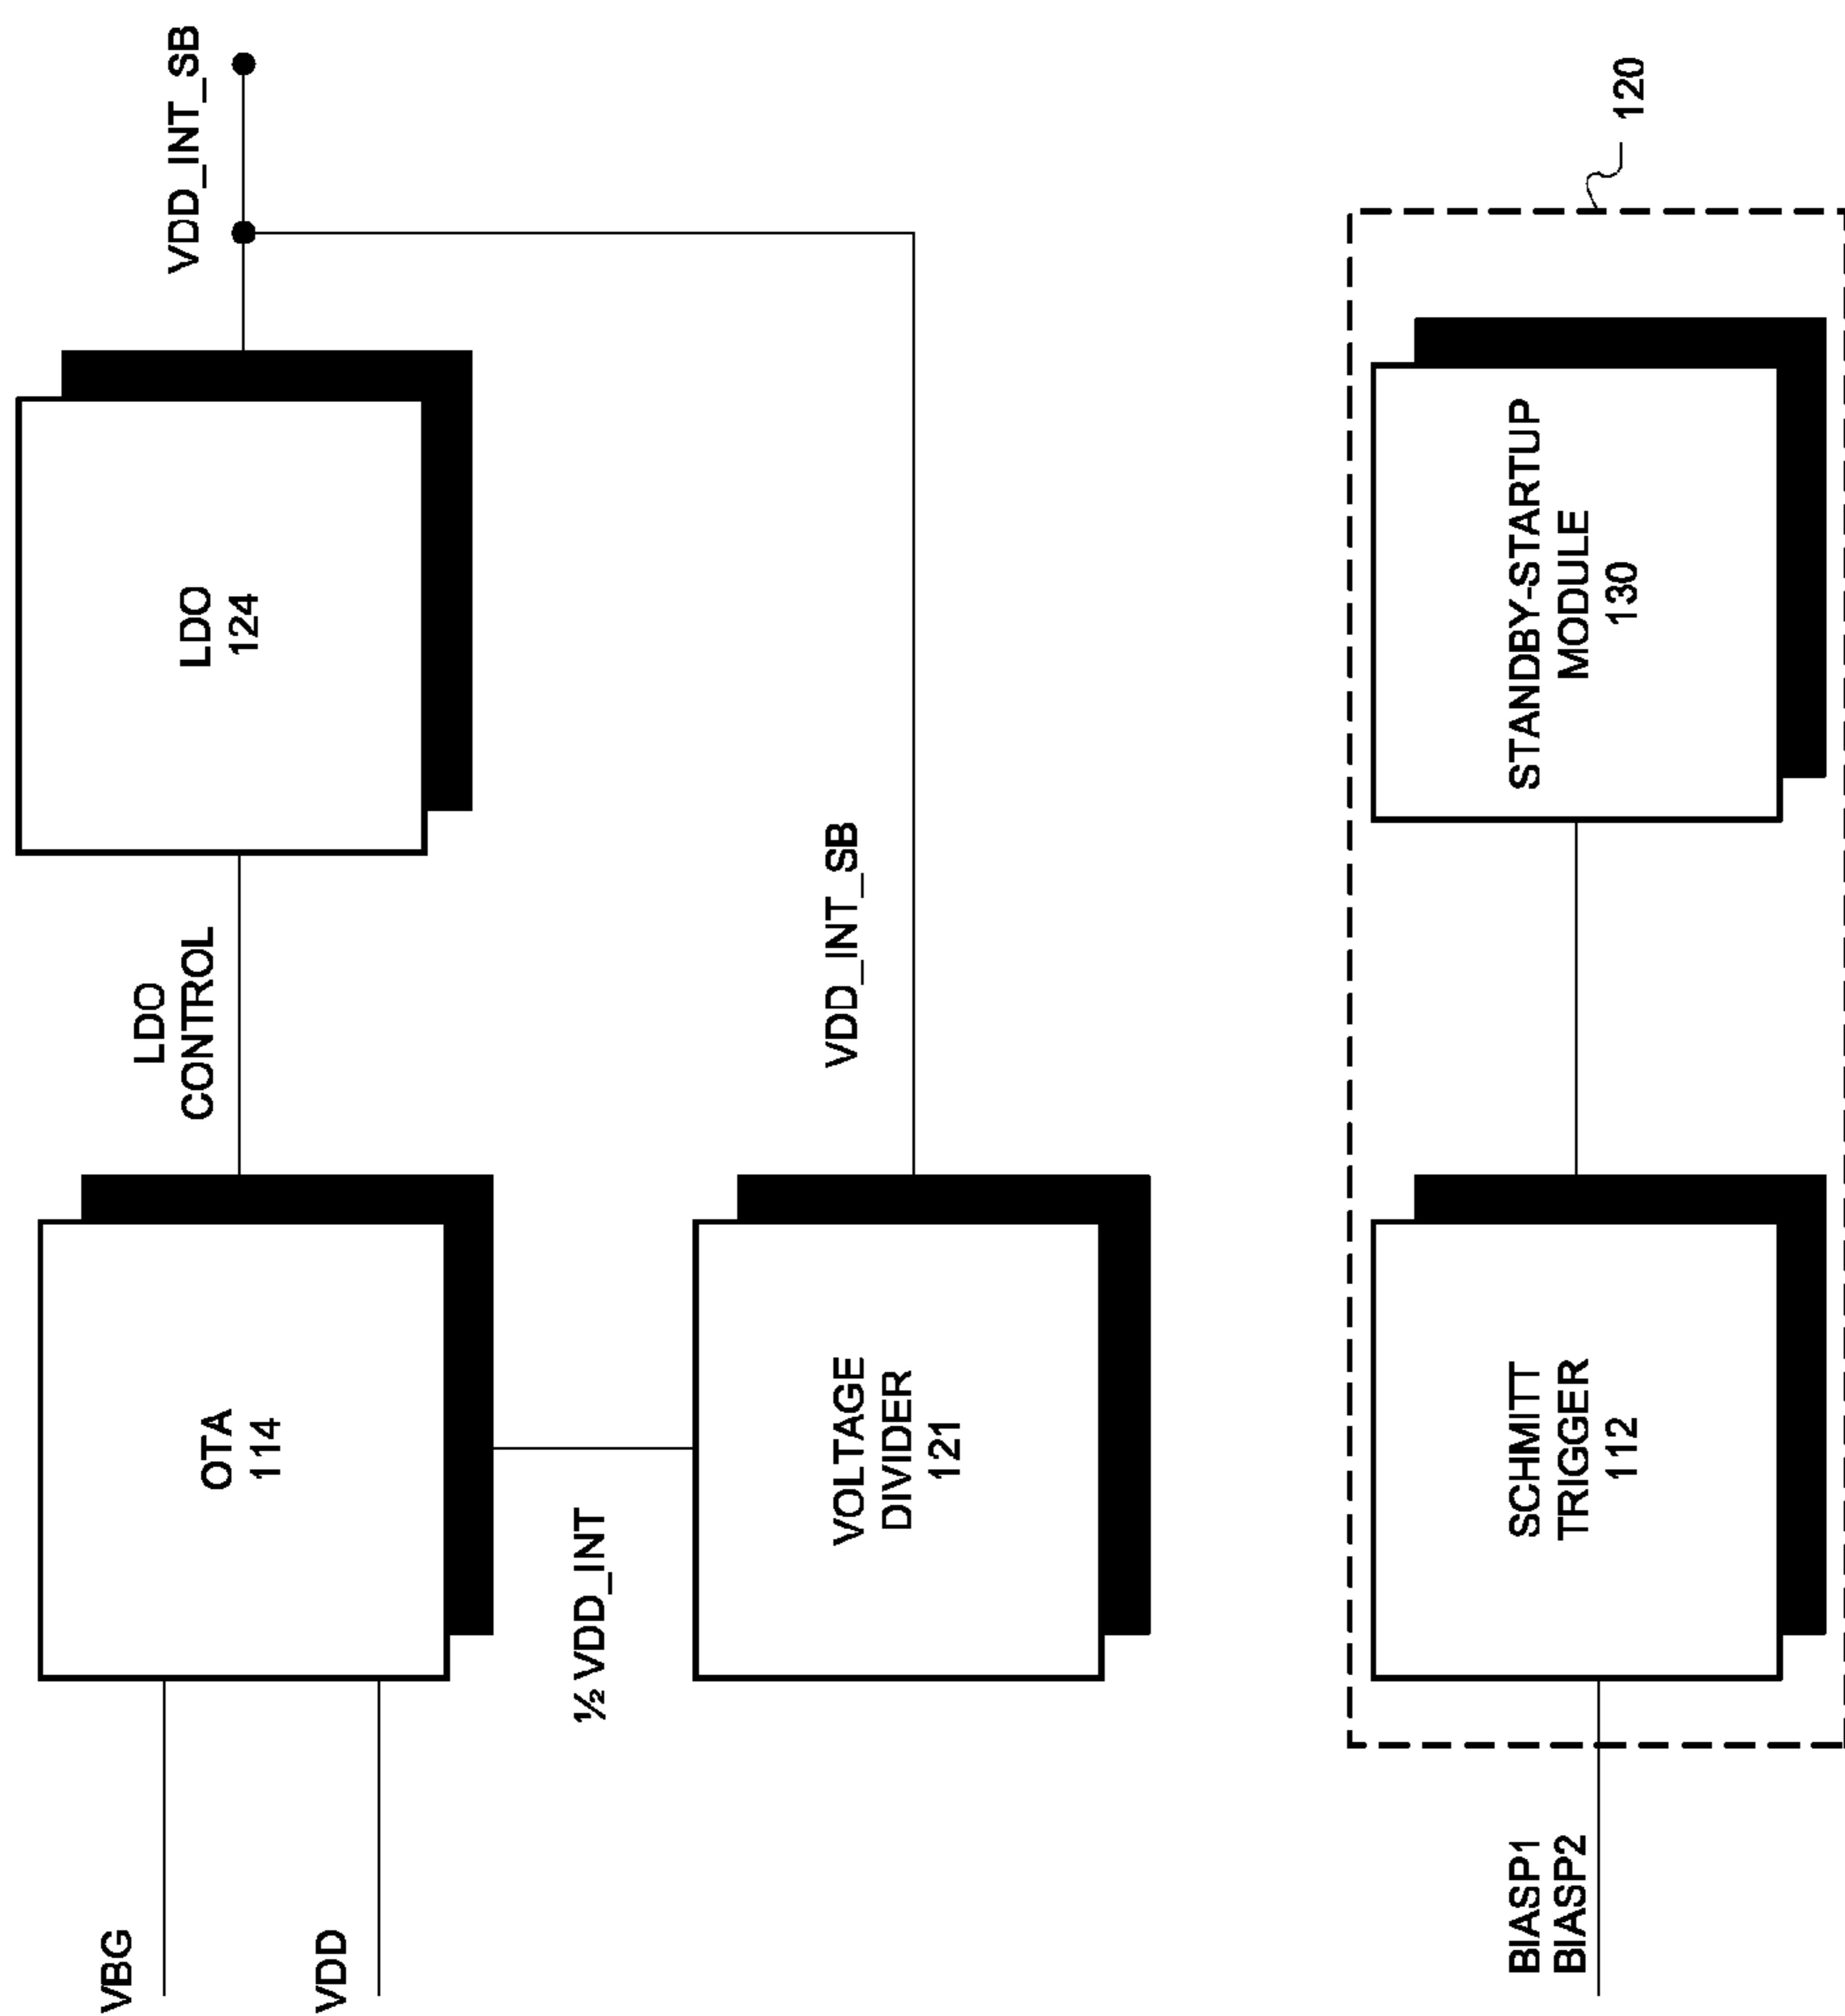 VBG
VDD
OTA
114
LDO
CONTROL
LDO
124
VDD_INT_SB
½ VDD_INT
VOLTAGE
DIVIDER
121
VDD_INT_SB
BIASP1
BIASP2
SCHMITT
TRIGGER
112
STANDBY-STARTUP
MODULE
130
120